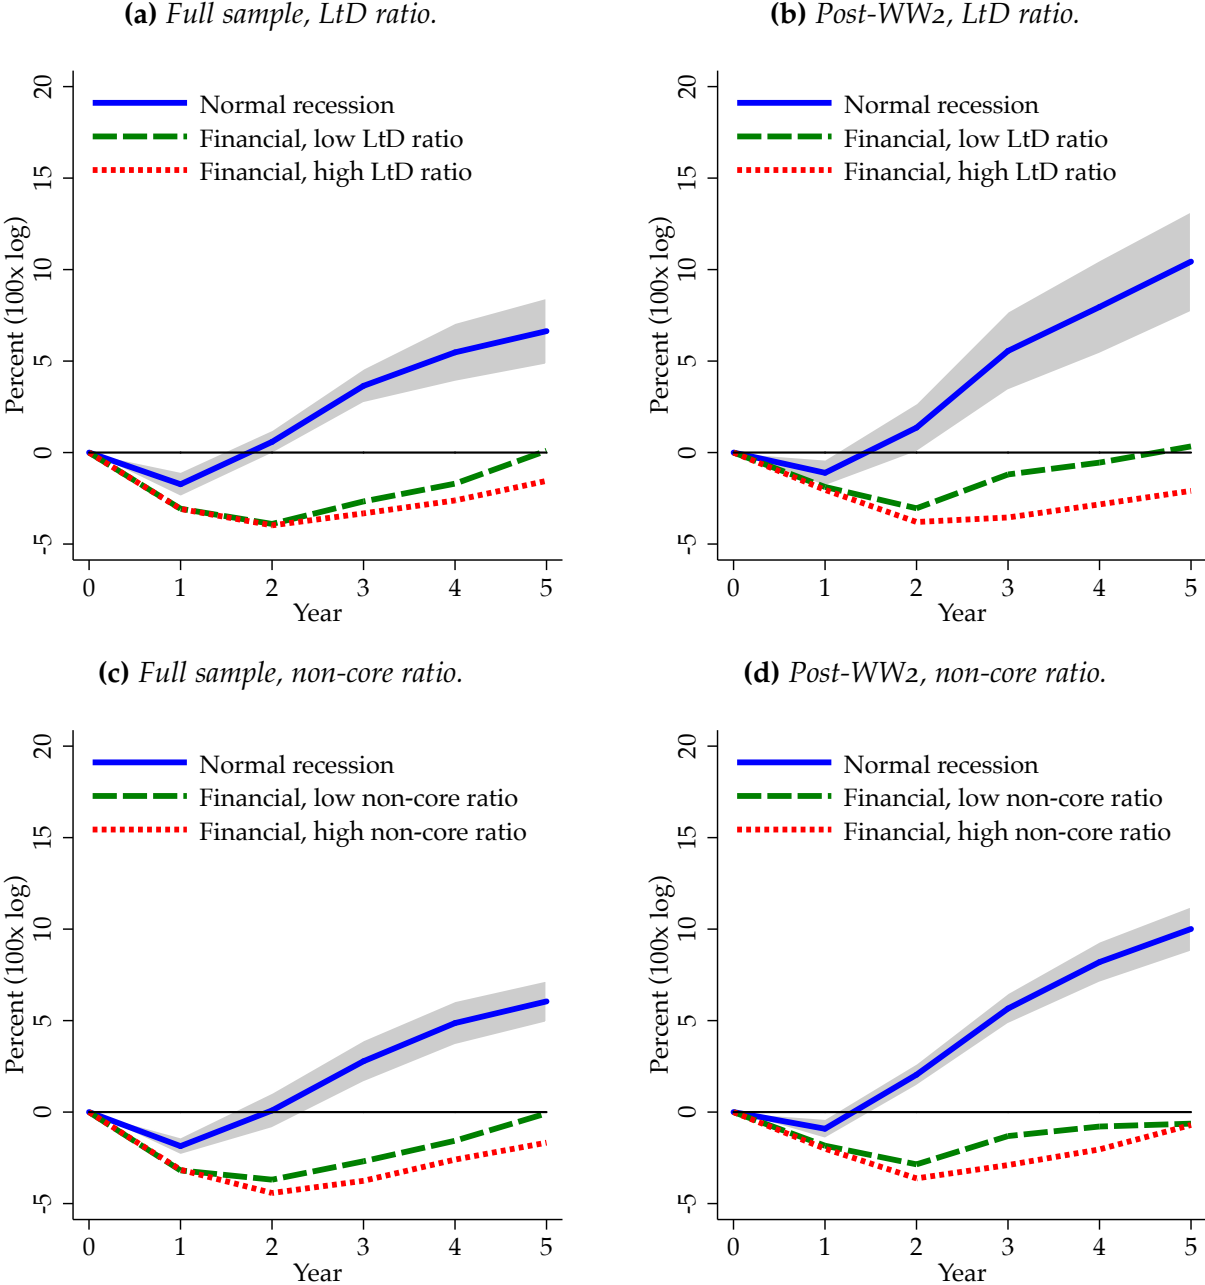 (a) Full sample, LtD ratio.
Percent (100x log)
20
15
10
5
0
-5
Normal recession
Financial, low LtD ratio
Financial, high LtD ratio
0 1 2 3 4 5
Year
(b) Post-WW2, LtD ratio.
Percent (100x log)
20
15
10
5
0
-5
Normal recession
Financial, low LtD ratio
Financial, high LtD ratio
0 1 2 3 4 5
Year
(c) Full sample, non-core ratio.
Percent (100x log)
20
15
10
5
0
-5
Normal recession
Financial, low non-core ratio
Financial, high non-core ratio
0 1 2 3 4 5
Year
(d) Post-WW2, non-core ratio.
Percent (100x log)
20
15
10
5
0
-5
Normal recession
Financial, low non-core ratio
Financial, high non-core ratio
0 1 2 3 4 5
Year